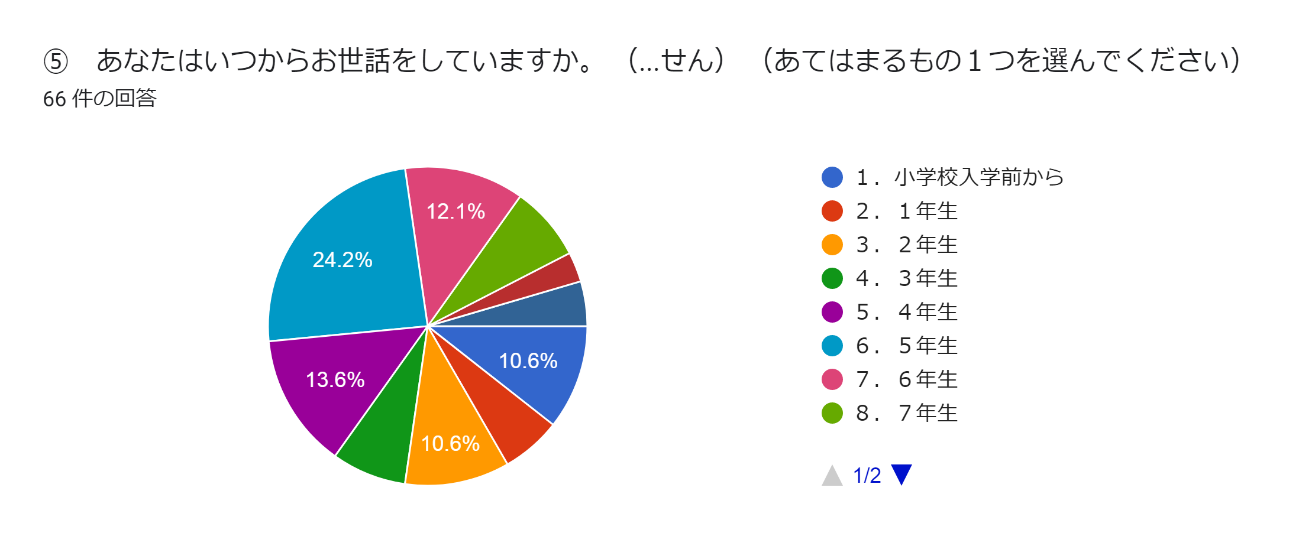 ⑤　あなたはいつからお世話をしていますか。 （...せん） （あてはまるもの１つを選んでください）
66 件の回答
12.1%
24.2%
10.6%
13.6%
10.6%
１．小学校入学前から
２．１年生
３．２年生
４．３年生
５．４年生
６．５年生
７．６年生
８．７年生
1/2